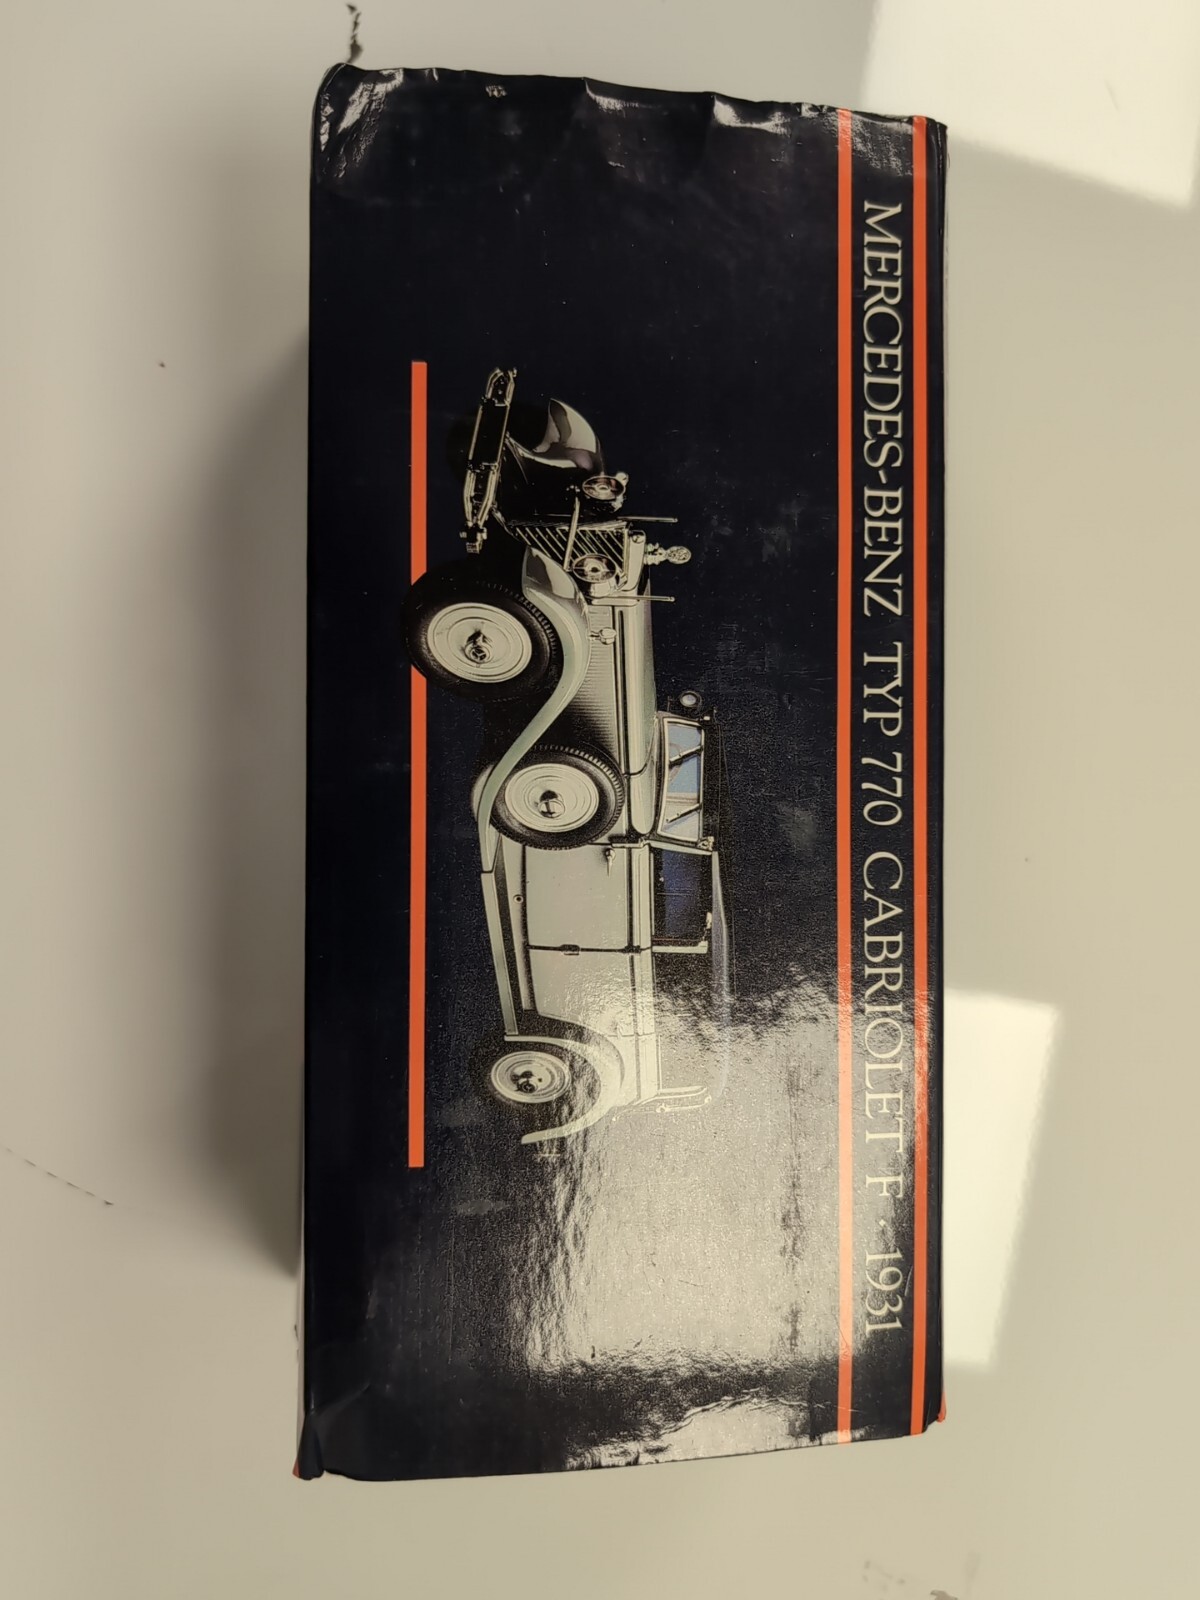 MERCEDES-BENZ TYP 770 CABRIOLET F · 1931